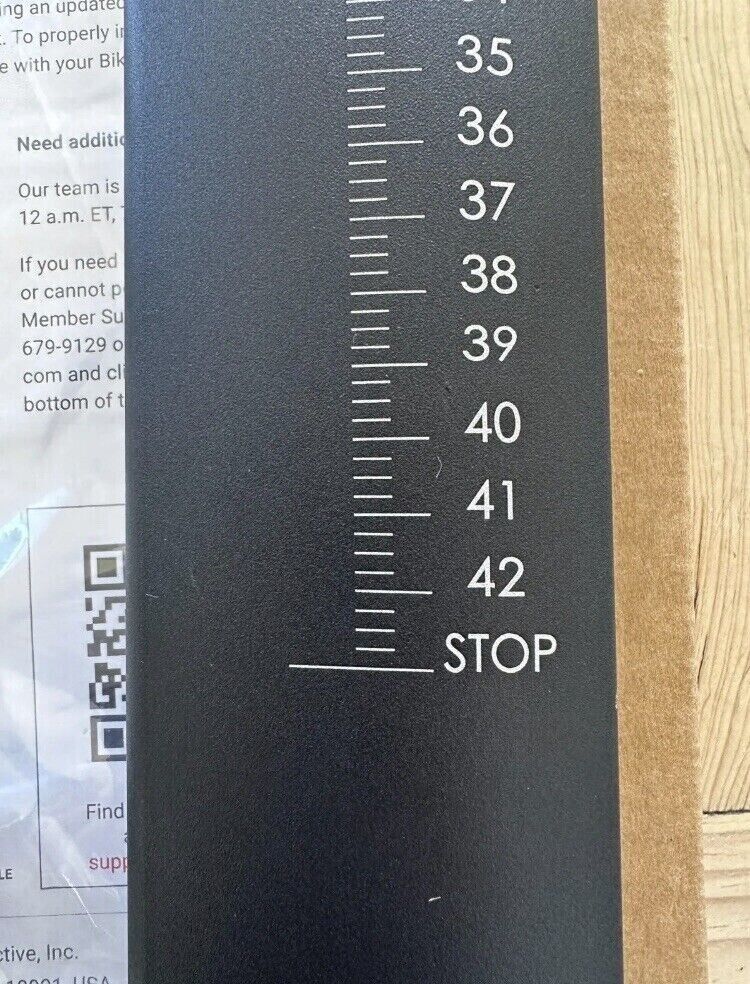 ing an updated
. To properly
e with your Bik
Need
Our team is
12 a.m. ET,
If you need
or cannot
Member Su
679-9129
com and cli
bottom of t
Find
supp
LE
ctive, Inc.
10001, USA
35
36
37
38
39
40
41
42
STOP